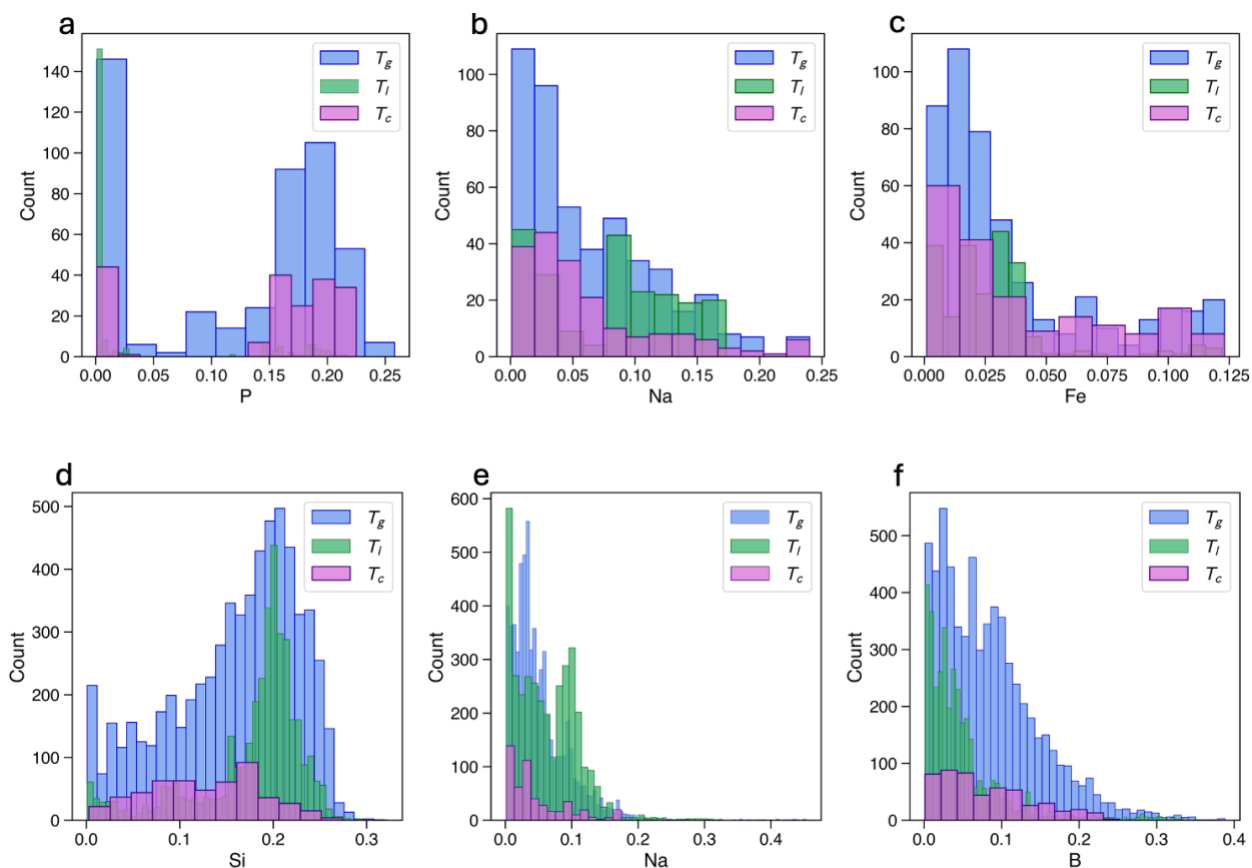 a
140
120
100
80
60
40
20
0
Count
0.00 0.05 0.10 0.15 0.20 0.25
P
Tg
Tl
Tc
b
100
80
60
40
20
0
Count
0.00 0.05 0.10 0.15 0.20 0.25
Na
Tg
Tl
Tc
c
100
80
60
40
20
0
Count
0.000 0.025 0.050 0.075 0.100 0.125
Fe
Tg
Tl
Tc
d
500
400
300
200
100
0
Count
0.0 0.1 0.2 0.3
Si
Tg
Tl
Tc
e
600
500
400
300
200
100
0
Count
0.0 0.1 0.2 0.3 0.4
Na
Tg
Tl
Tc
f
500
400
300
200
100
0
Count
0.0 0.1 0.2 0.3 0.4
B
Tg
Tl
Tc